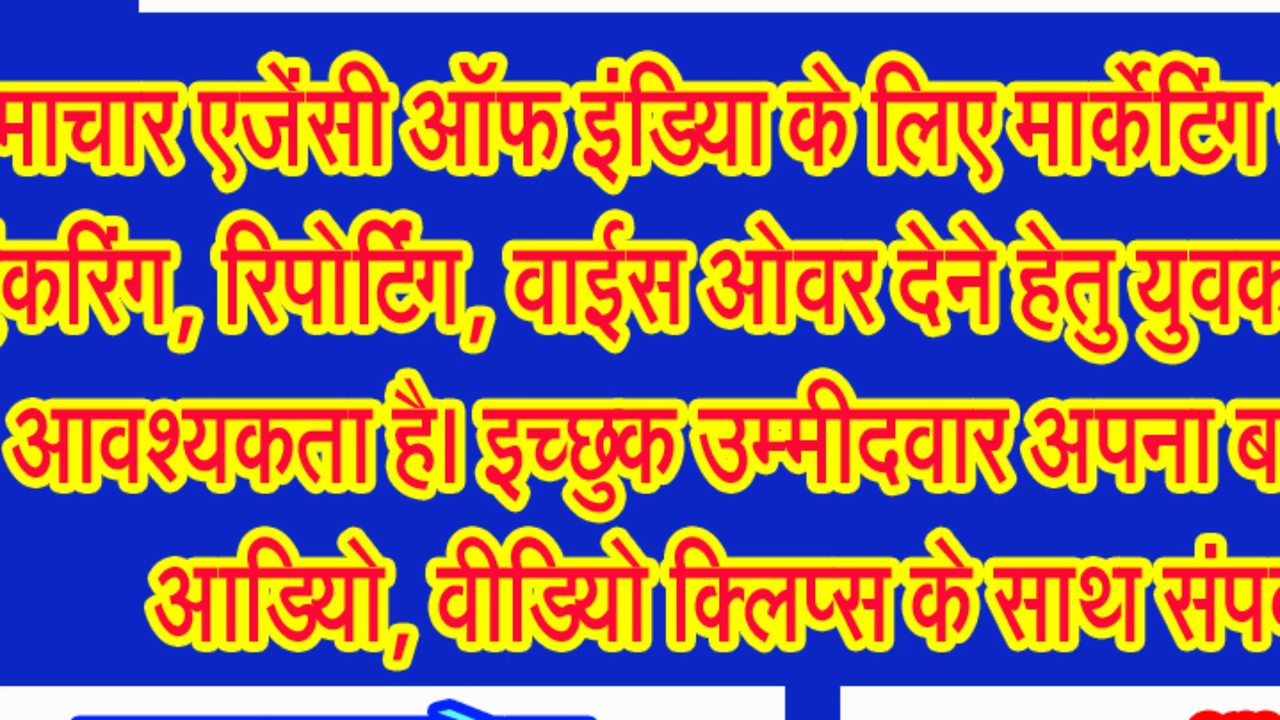 माचार एजेंसी ऑफ इंडिया के लिए मार्केटिंग
करिंग, रिपोर्टिंग, वाईस ओवर देने हेतु युवक
आवश्यकता है। इच्छुक उम्मीदवार अपना
आडियो, वीडियो क्लिप्स के साथ